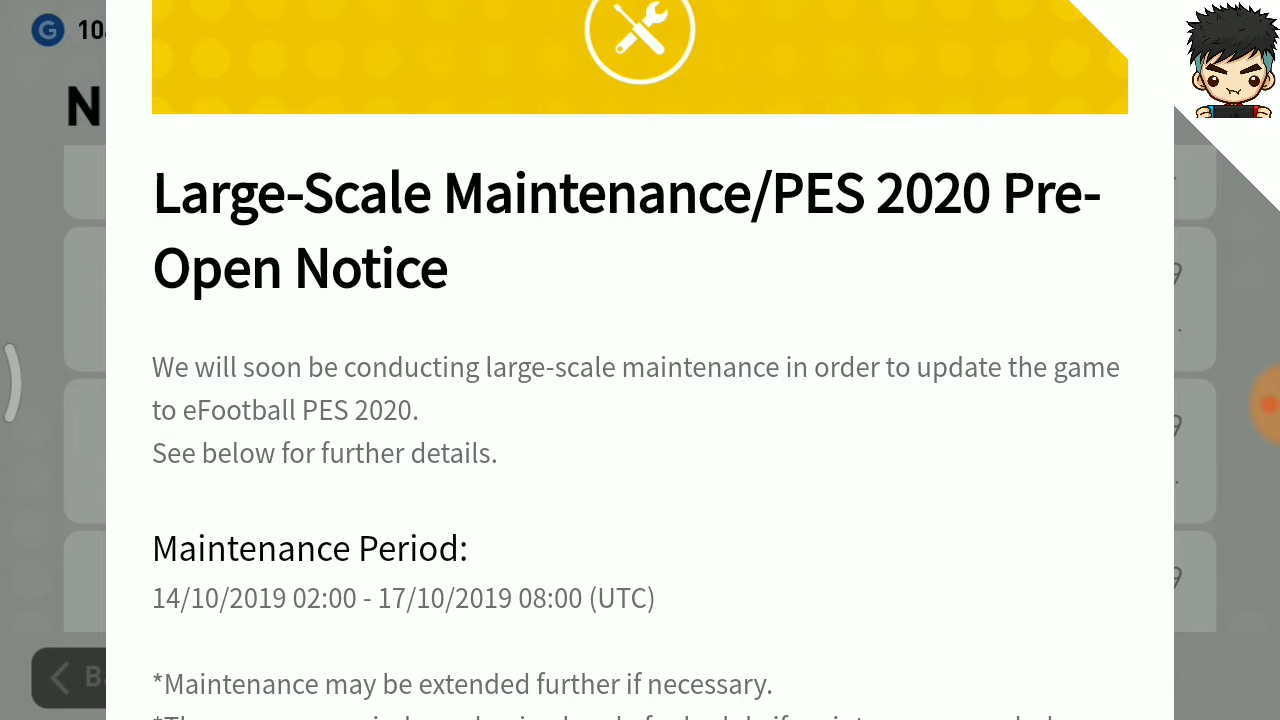 Large-Scale Maintenance/PES 2020 Pre-
Open Notice
We will soon be conducting large-scale maintenance in order to update the game
to eFootball PES 2020.
See below for further details.
Maintenance Period:
14/10/2019 02:00 - 17/10/2019 08:00 (UTC)
*Maintenance may be extended further if necessary.